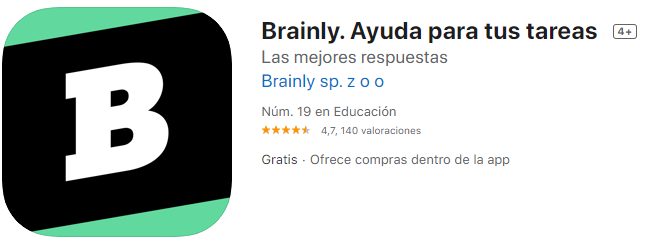 B
Brainly. Ayuda para tus tareas 4+
Las mejores respuestas
Brainly sp. z o o
Núm. 19 en Educación
4,7, 140 valoraciones
Gratis · Ofrece compras dentro de la app